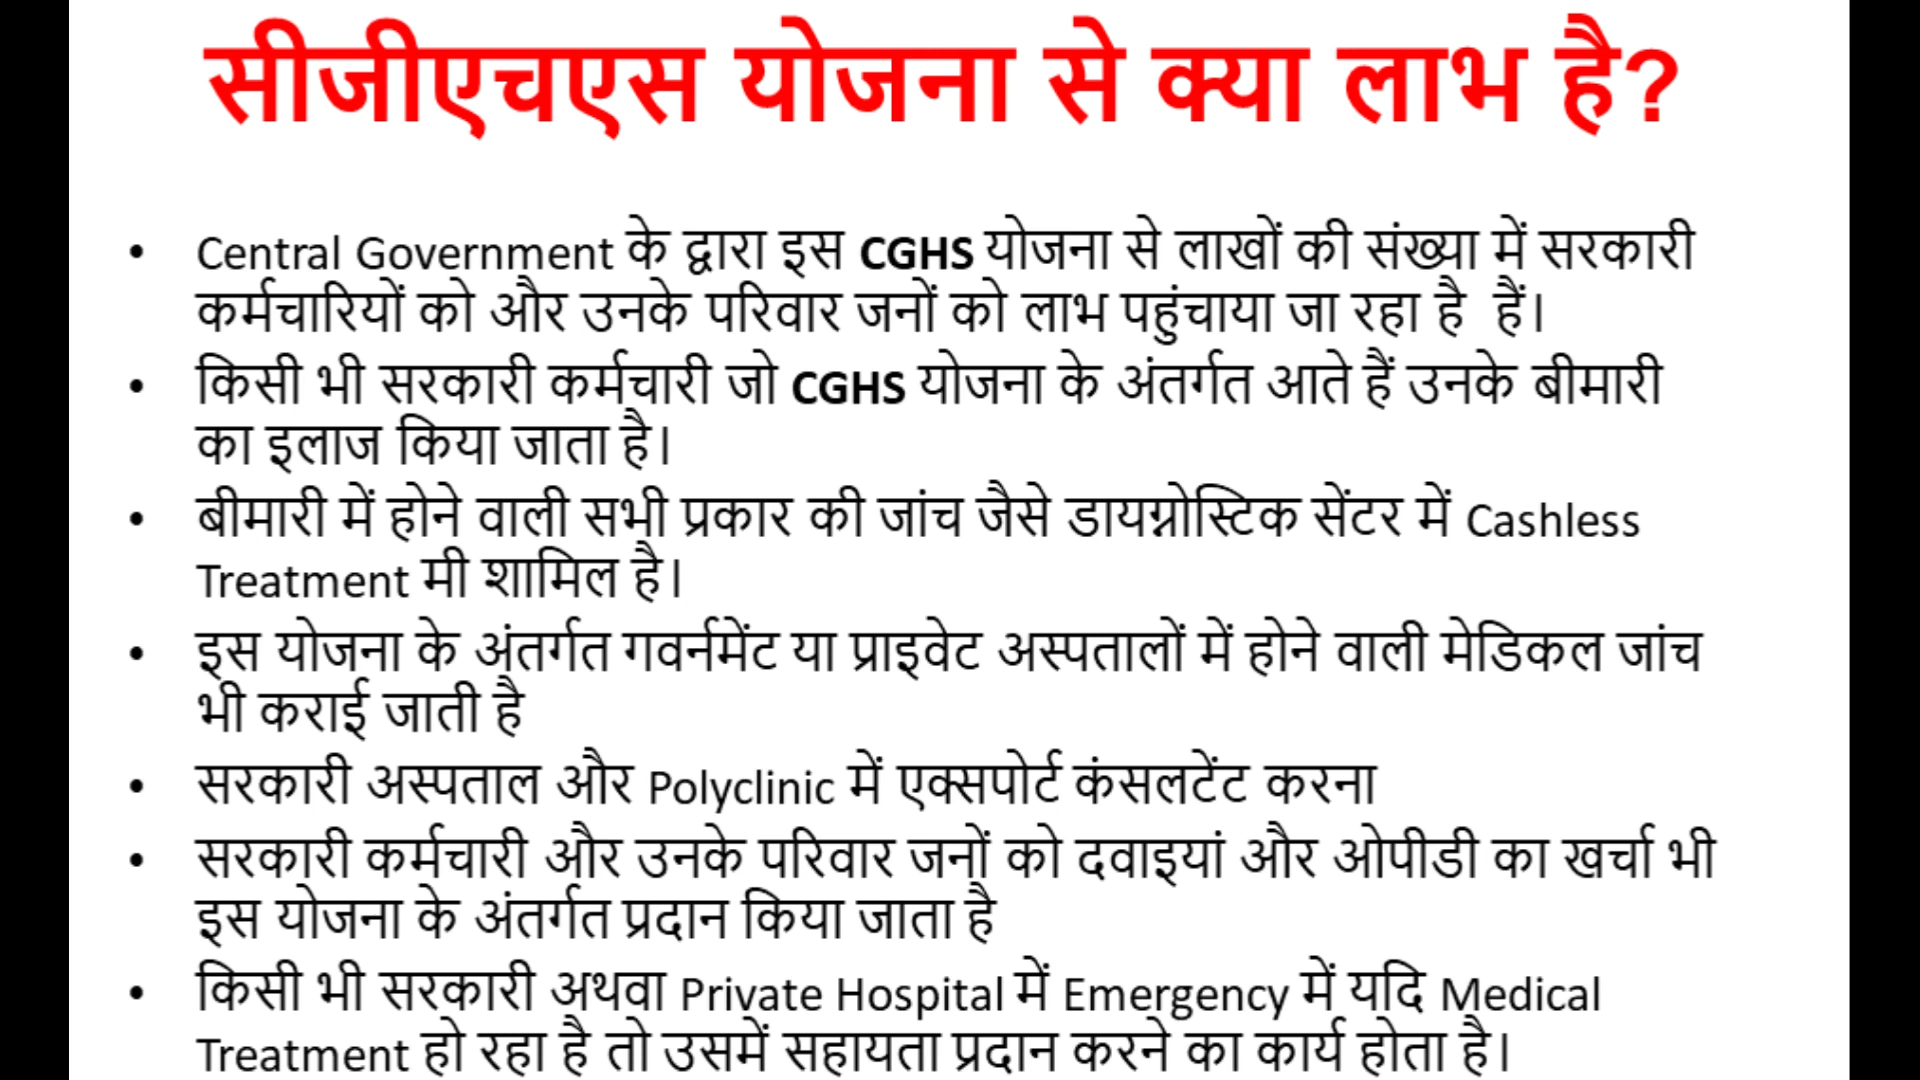 सीजीएचएस योजना से क्या लाभ है?
• Central Government के द्वारा इस CGHS योजना से लाखों की संख्या में सरकारी
कर्मचारियों को और उनके परिवार जनों को लाभ पहुंचाया जा रहा है हैं।
• किसी भी सरकारी कर्मचारी जो CGHS योजना के अंतर्गत आते हैं उनके बीमारी
का इलाज किया जाता है।
• बीमारी में होने वाली सभी प्रकार की जांच जैसे डायग्नोस्टिक सेंटर में Cashless
Treatment मी शामिल है।
• इस योजना के अंतर्गत गवर्नमेंट या प्राइवेट अस्पतालों में होने वाली मेडिकल जांच
भी कराई जाती है
• सरकारी अस्पताल और Polyclinic में एक्सपोर्ट कंसलटेंट करना
• सरकारी कर्मचारी और उनके परिवार जनों को दवाइयां और ओपीडी का खर्चा भी
इस योजना के अंतर्गत प्रदान किया जाता है
• किसी भी सरकारी अथवा Private Hospital में Emergency में यदि Medical
Treatment हो रहा है तो उसमें सहायता प्रदान करने का कार्य होता है।